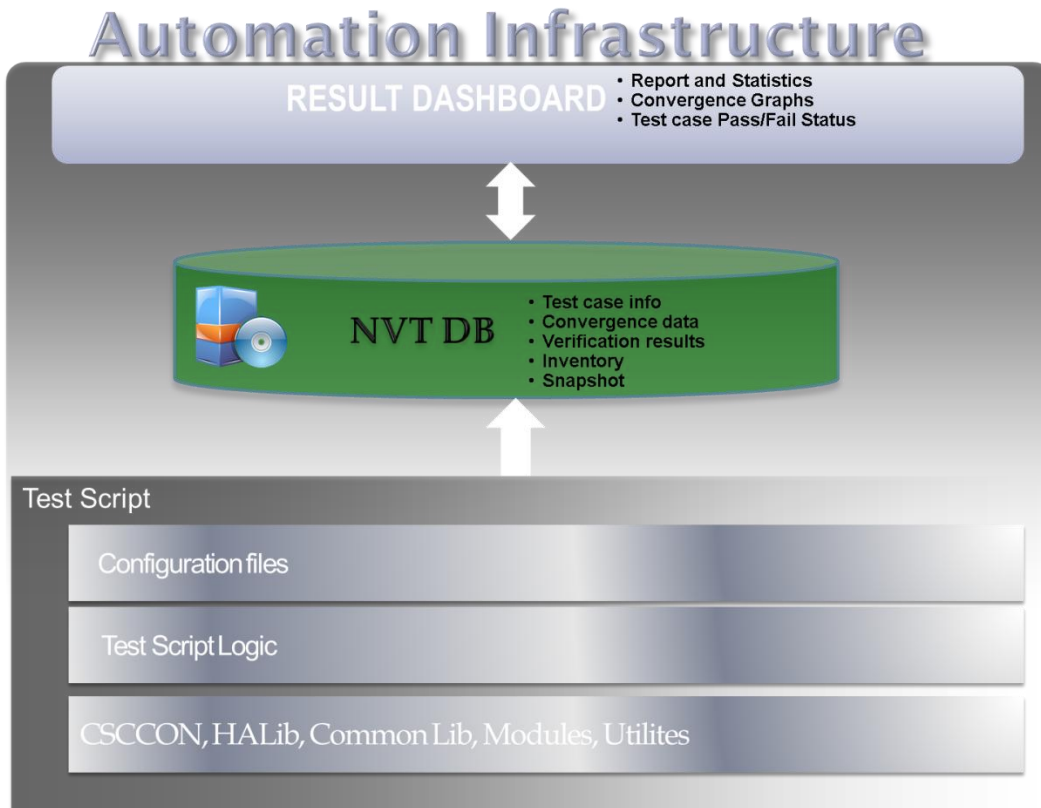 Automation Infrastructure
RESULT DASHBOARD
• Report and Statistics
• Convergence Graphs
• Test case Pass/Fail Status
NVT DB
• Test case info
• Convergence data
• Verification results
• Inventory
• Snapshot
Test Script
Configuration files
Test Script Logic
CSCCON, HALib, Common Lib, Modules, Utilites